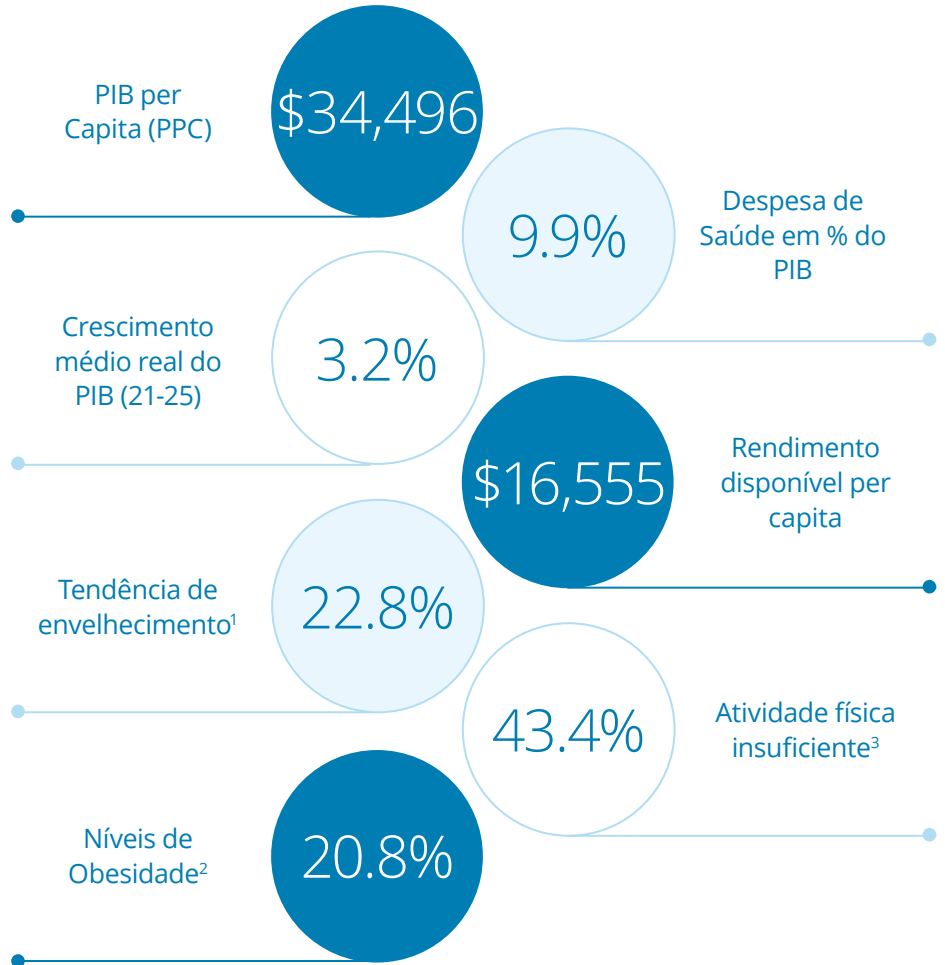 PIB per
Capita (PPC)
$34,496
9.9%
Despesa de
Saúde em % do
PIB
Crescimento
médio real do
PIB (21-25)
3.2%
$16,555
Rendimento
disponível per
capita
Tendência de
envelhecimento¹
22.8%
43.4%
Atividade física
insuficiente³
Níveis de
Obesidade²
20.8%